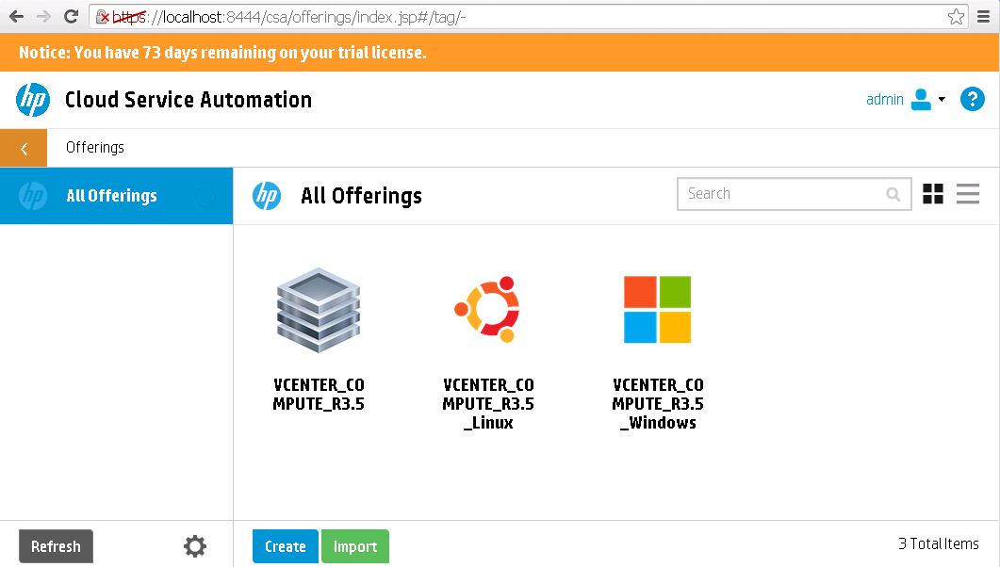 https://localhost:8444/csa/offerings/index.jsp#/tag/-
Notice: You have 73 days remaining on your trial license.
hp Cloud Service Automation admin ?
Offerings
hp All Offerings
hp All Offerings Search
VCENTER_CO
MPUTE_R3.5
VCENTER_CO
MPUTE_R3.5
_Linux
VCENTER_CO
MPUTE_R3.5
_Windows
Refresh Create Import 3 Total Items